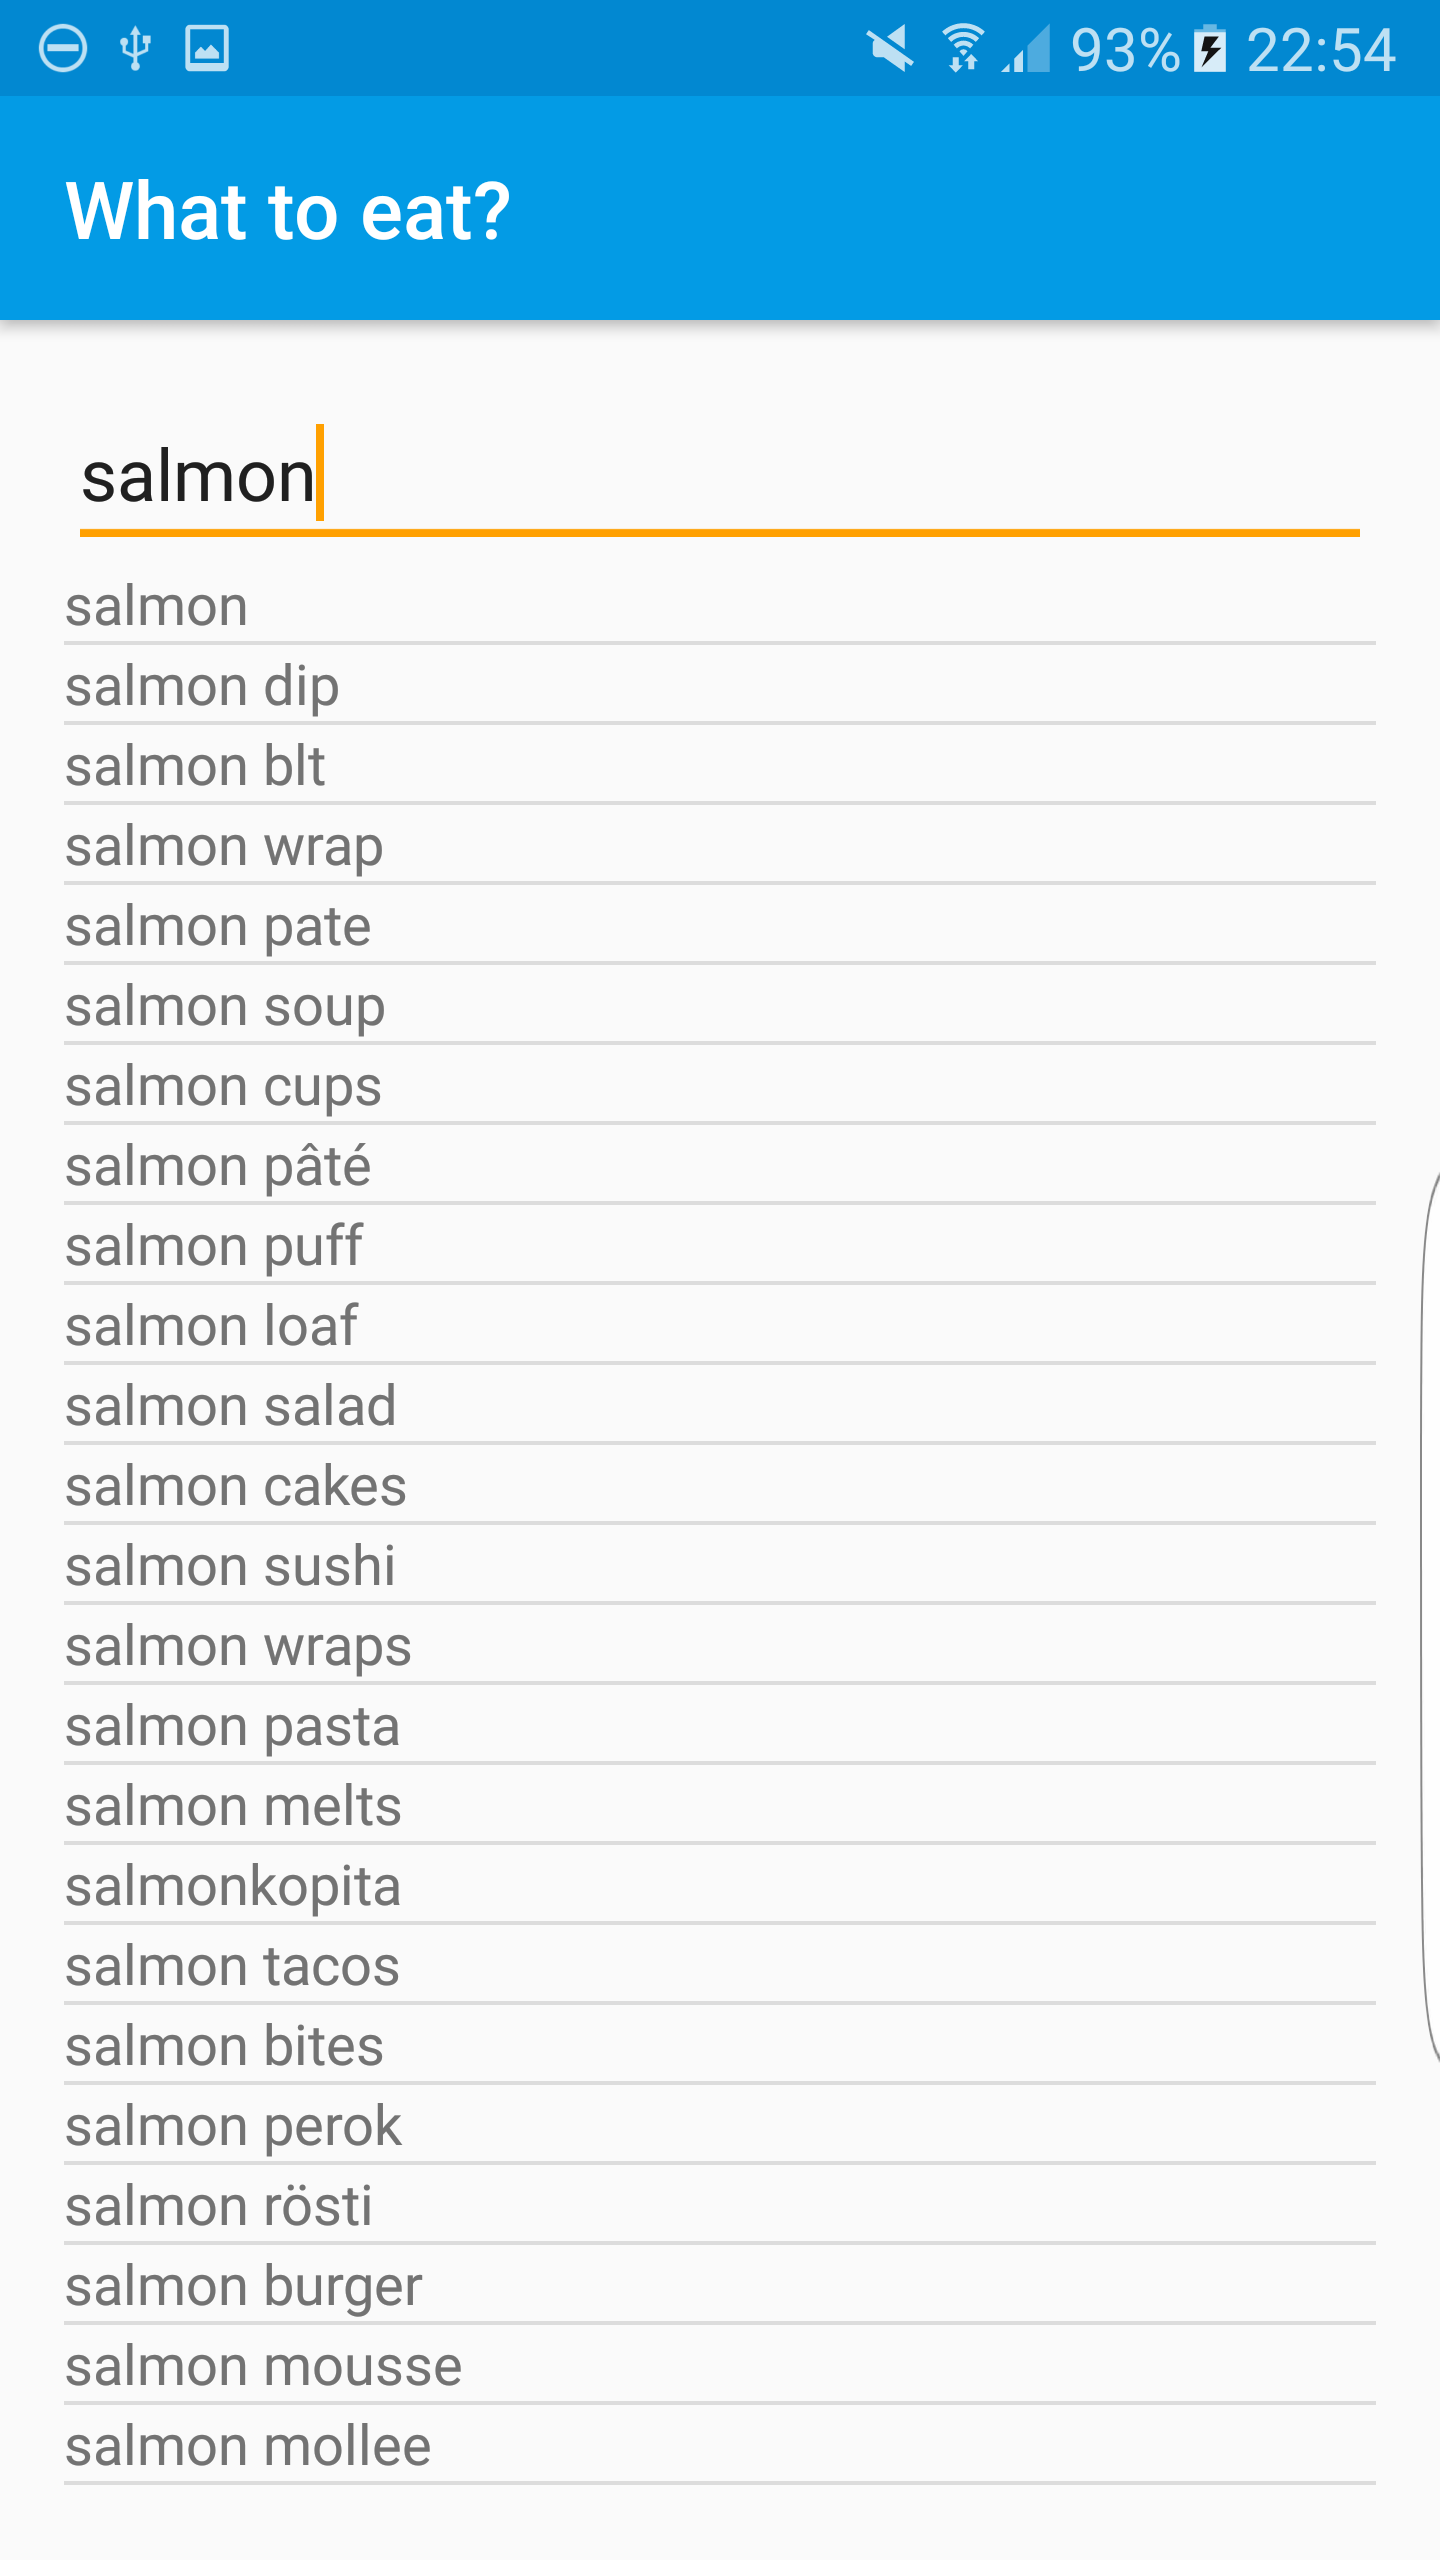 93% 22:54
What to eat?
salmon
salmon
salmon dip
salmon blt
salmon wrap
salmon pate
salmon soup
salmon cups
salmon pâté
salmon puff
salmon loaf
salmon salad
salmon cakes
salmon sushi
salmon wraps
salmon pasta
salmon melts
salmonkopita
salmon tacos
salmon bites
salmon perok
salmon rösti
salmon burger
salmon mousse
salmon mollee